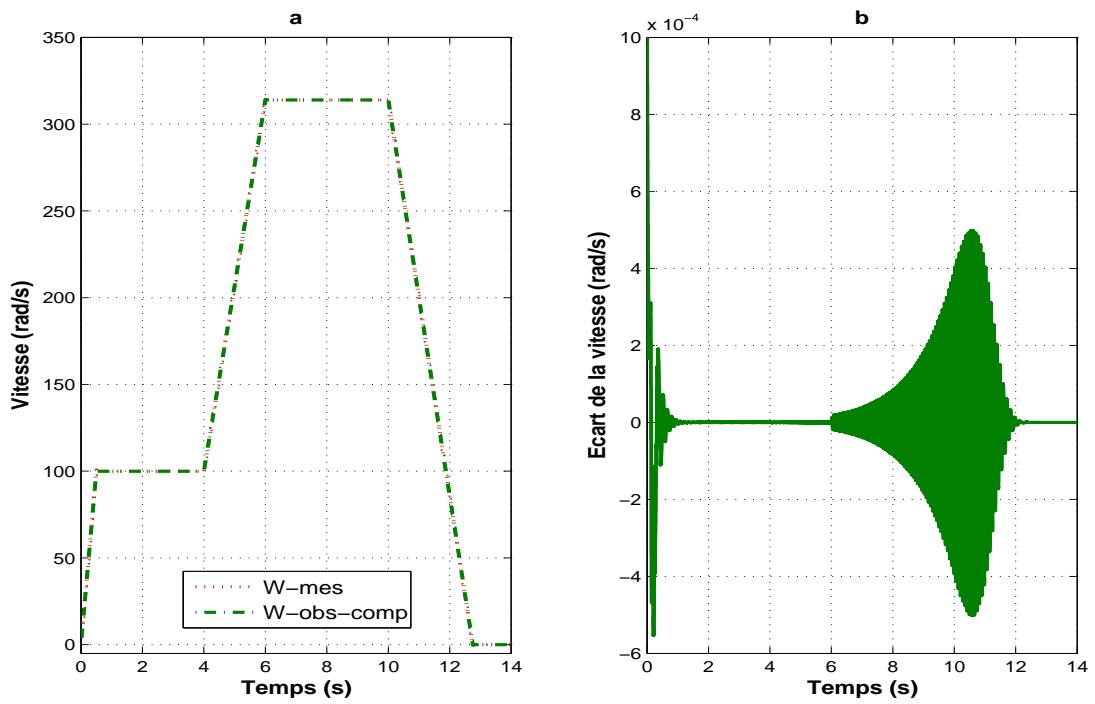 a
350
300
250
200
150
100
50
0
Vitesse (rad/s)
W-mes
W-obs-comp
0 2 4 6 8 10 12 14
Temps (s)
b
x 10⁻⁴
10
8
6
4
2
0
−2
−4
−6
Ecart de la vitesse (rad/s)
0 2 4 6 8 10 12 14
Temps (s)